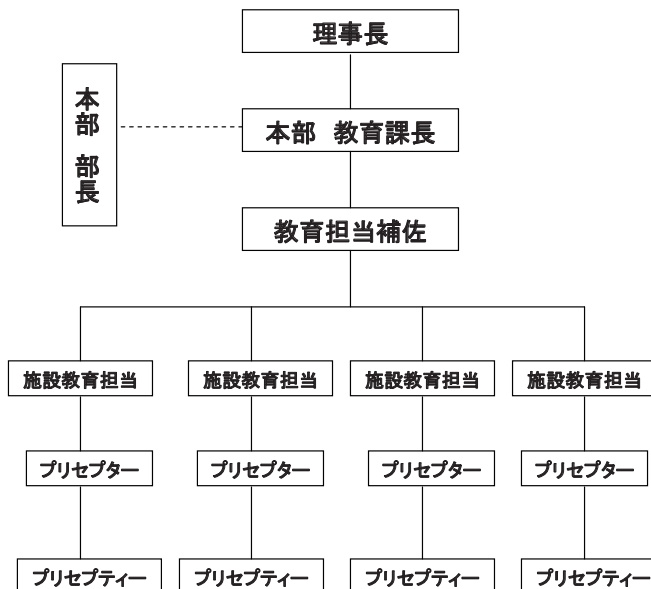 理事長
本部 部長
本部 教育課長
教育担当補佐
施設教育担当 施設教育担当 施設教育担当 施設教育担当
プリセプター プリセプター プリセプター プリセプター
プリセプティー プリセプティー プリセプティー プリセプティー